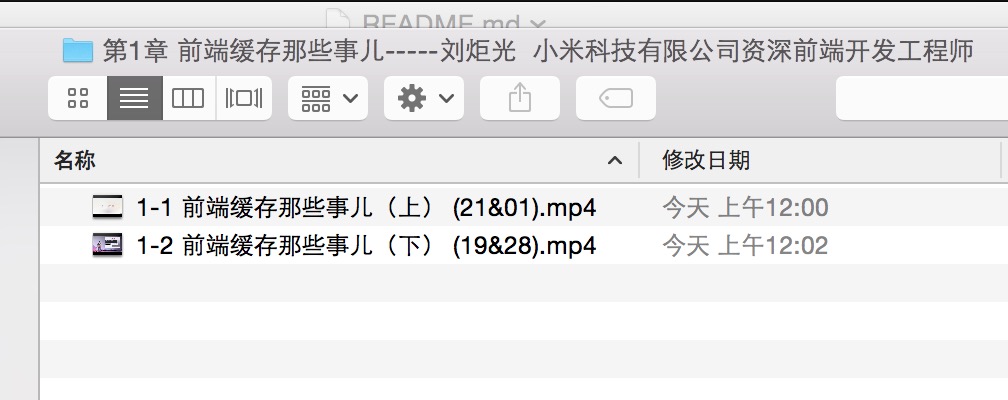 README.md
第1章 前端缓存那些事儿-----刘炬光 小米科技有限公司资深前端开发工程师
名称 修改日期
1-1 前端缓存那些事儿（上） (21&01).mp4 今天 上午12:00
1-2 前端缓存那些事儿（下） (19&28).mp4 今天 上午12:02